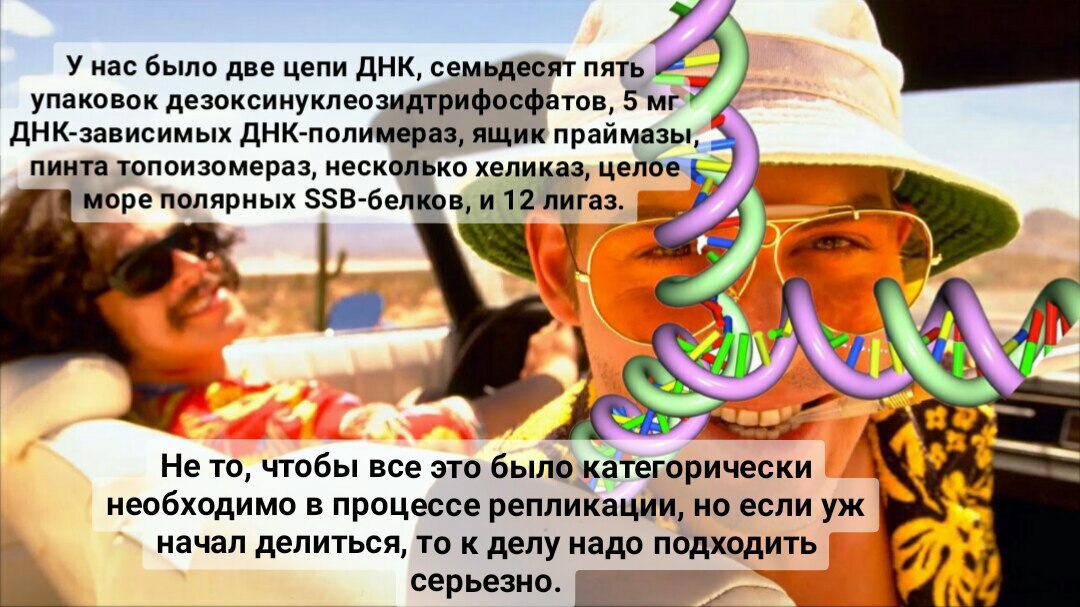 У нас было две цепи ДНК, семьдесят пять
упаковок дезоксинуклеозидтрифосфатов, 5 мг
ДНК-зависимых ДНК-полимераз, ящик праймазы,
пинта топоизомераз, несколько хеликаз, целое
море полярных SSB-белков, и 12 лигаз.
Не то, чтобы все это было категорически
необходимо в процессе репликации, но если уж
начал делиться, то к делу надо подходить
серьезно.